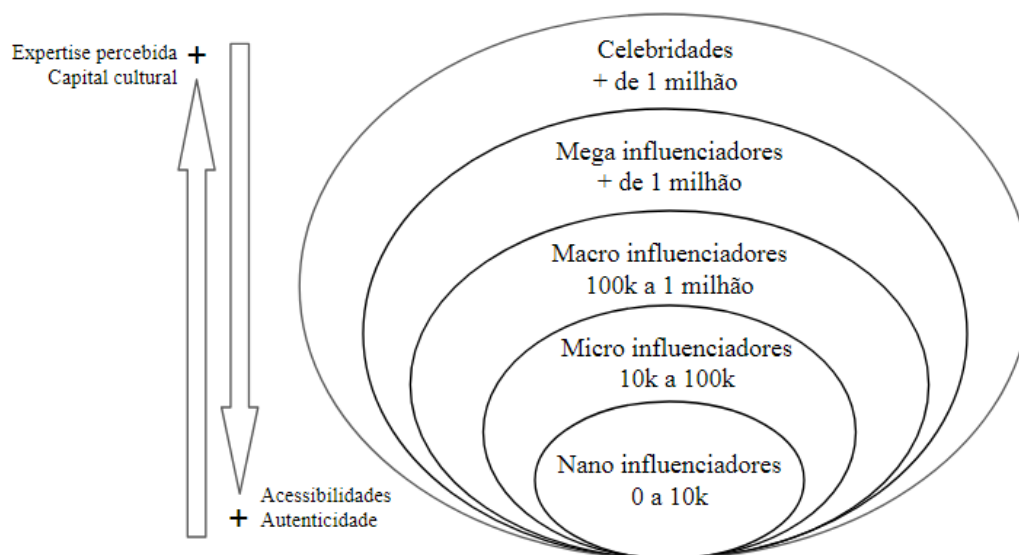 Expertise percebida +
Capital cultural
Celebridades
+ de 1 milhão
Mega influenciadores
+ de 1 milhão
Macro influenciadores
100k a 1 milhão
Micro influenciadores
10k a 100k
Nano influenciadores
0 a 10k
Acessibilidades
+ Autenticidade